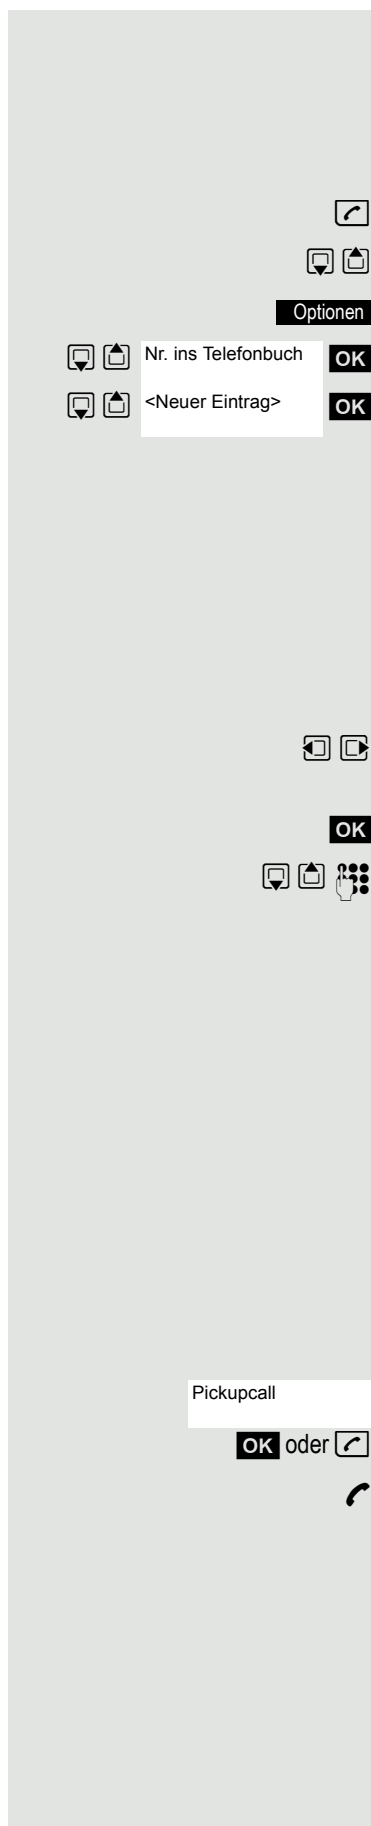 Optionen
Nr. ins Telefonbuch OK
<Neuer Eintrag> OK
OK
Pickupcall
OK oder